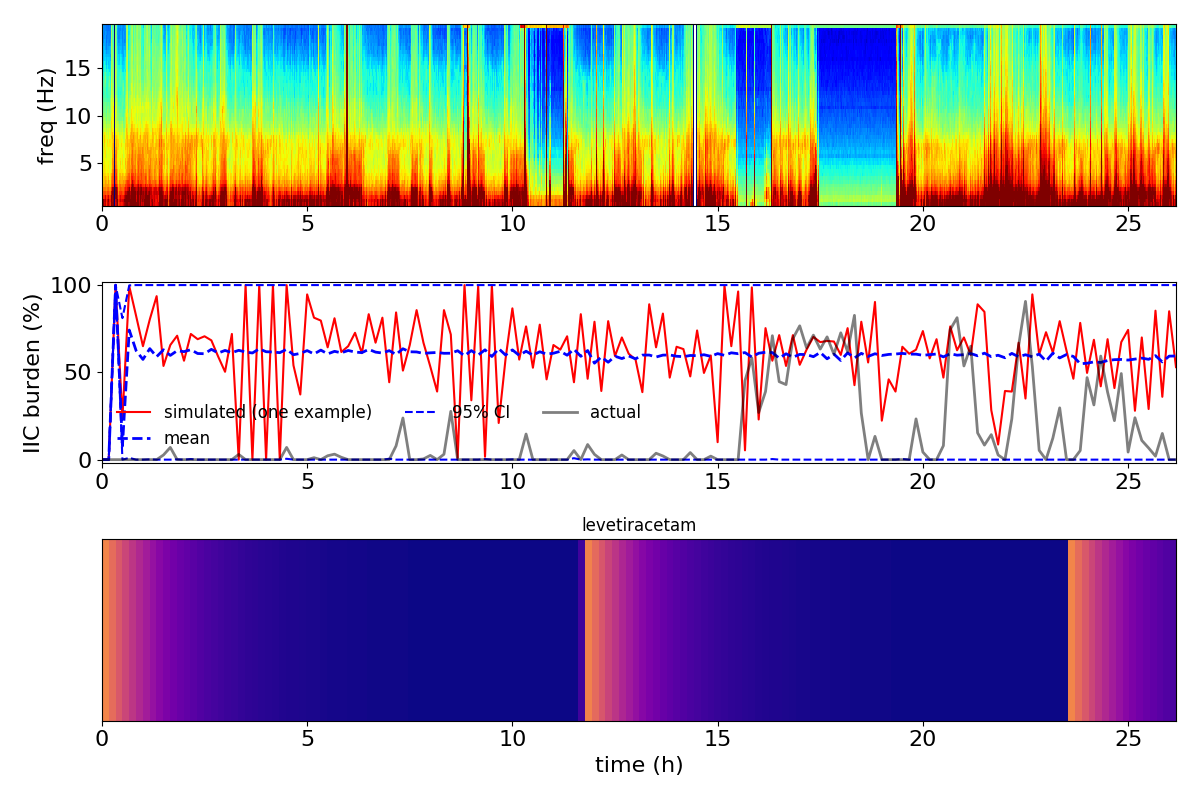 freq (Hz)
15
10
5
0 5 10 15 20 25
IIC burden (%)
100
50
0
simulated (one example) 95% CI actual
mean
0 5 10 15 20 25
levetiracetam
0 5 10 15 20 25
time (h)